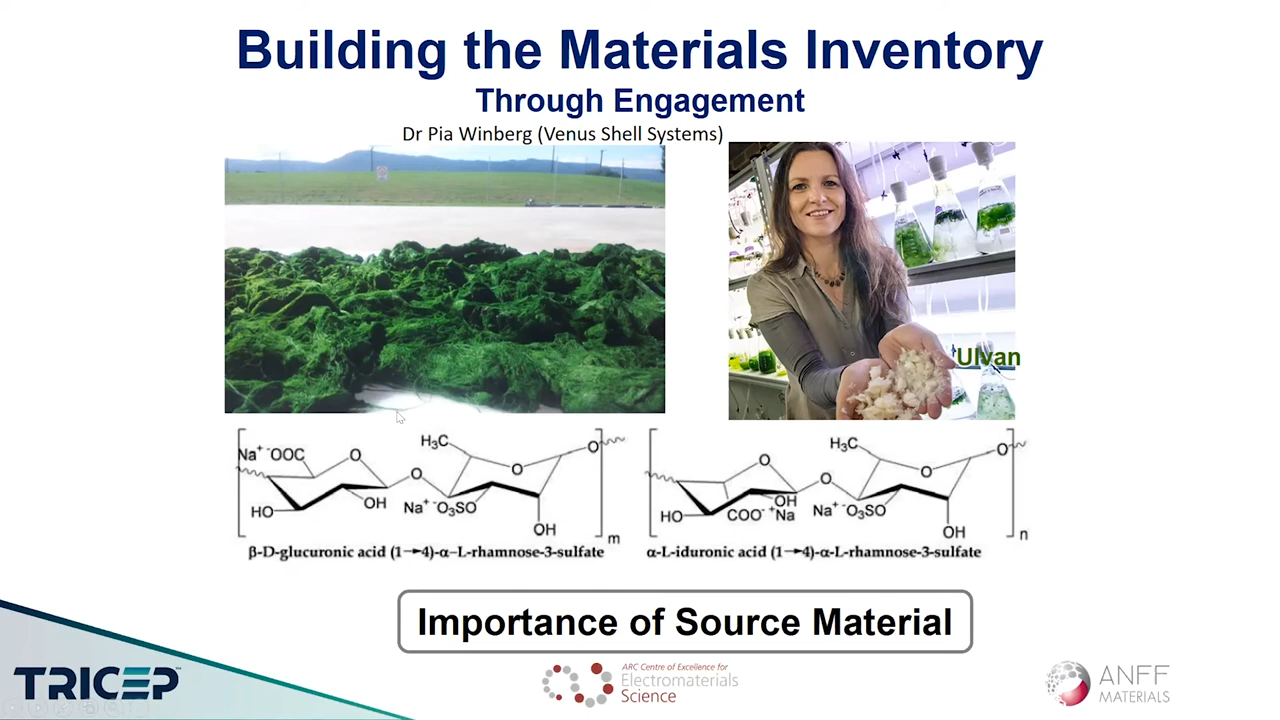 Building the Materials Inventory
Through Engagement
Dr Pia Winberg (Venus Shell Systems)
Ulvan
Na⁺ ⁻OOC
O
O
HO
OH
H₃C
O
O
Na⁺ ⁻O₃SO
OH
m
β-D-glucuronic acid (1→4)-α-L-rhamnose-3-sulfate
O
O
HO
OH
COO⁻ ⁺Na
H₃C
O
O
Na⁺ ⁻O₃SO
OH
n
α-L-iduronic acid (1→4)-α-L-rhamnose-3-sulfate
Importance of Source Material
TRICEP™
ARC Centre of Excellence for
Electromaterials
Science
ANFF
MATERIALS